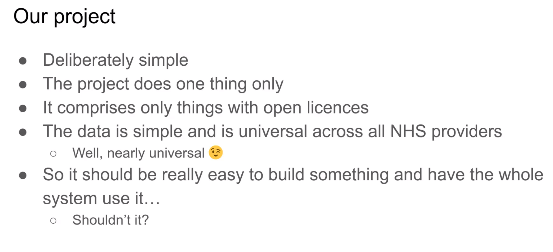 Our project
● Deliberately simple
● The project does one thing only
● It comprises only things with open licences
● The data is simple and is universal across all NHS providers
○ Well, nearly universal 😉
● So it should be really easy to build something and have the whole
system use it…
○ Shouldn’t it?